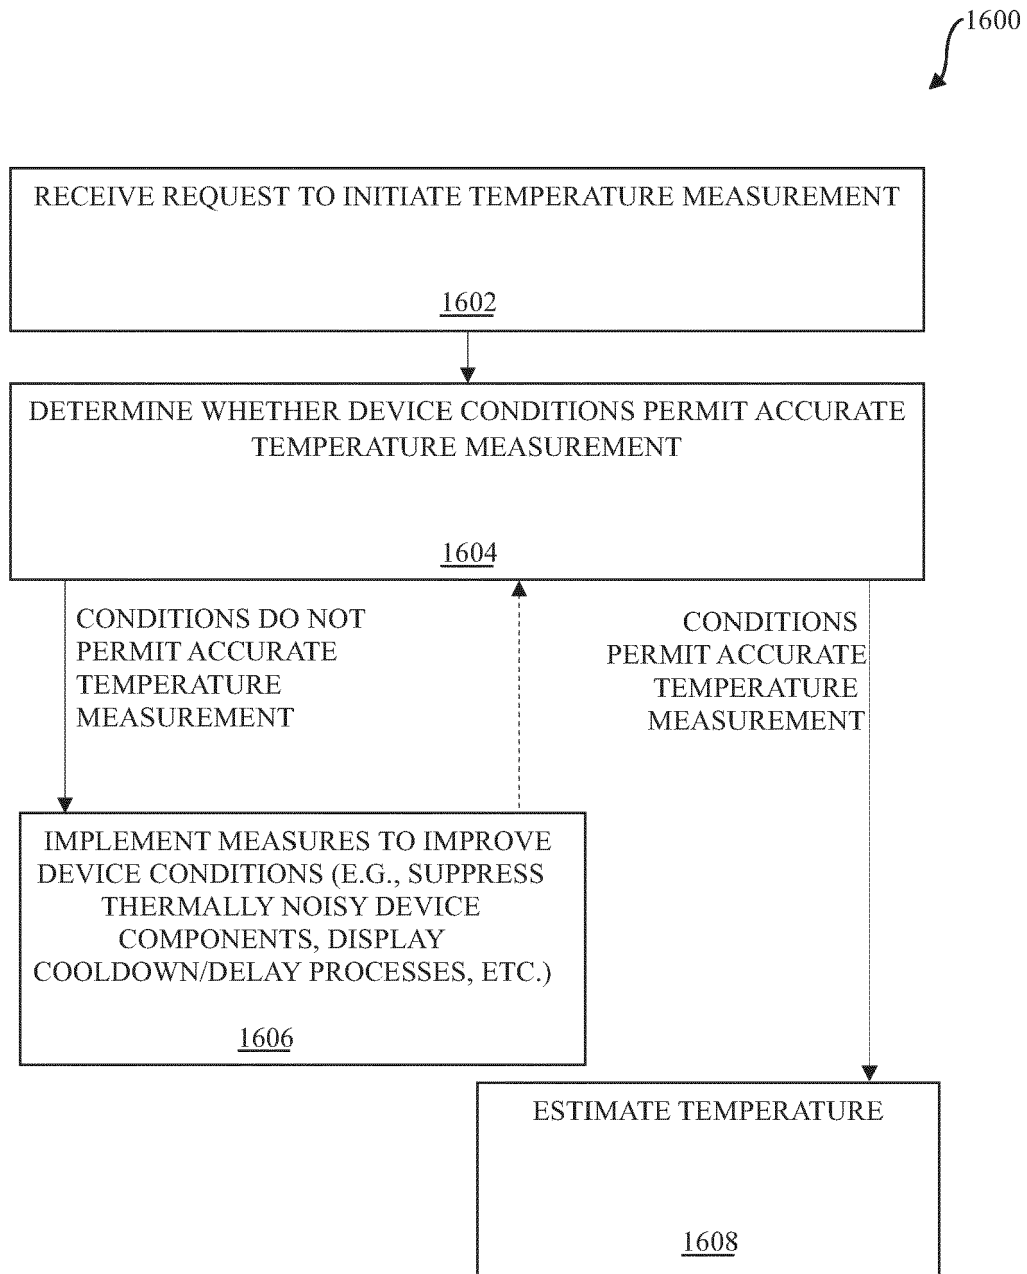 1600
RECEIVE REQUEST TO INITIATE TEMPERATURE MEASUREMENT
1602
DETERMINE WHETHER DEVICE CONDITIONS PERMIT ACCURATE
TEMPERATURE MEASUREMENT
1604
CONDITIONS DO NOT
PERMIT ACCURATE
TEMPERATURE
MEASUREMENT
CONDITIONS
PERMIT ACCURATE
TEMPERATURE
MEASUREMENT
IMPLEMENT MEASURES TO IMPROVE
DEVICE CONDITIONS (E.G., SUPPRESS
THERMALLY NOISY DEVICE
COMPONENTS, DISPLAY
COOLDOWN/DELAY PROCESSES, ETC.)
1606
ESTIMATE TEMPERATURE
1608